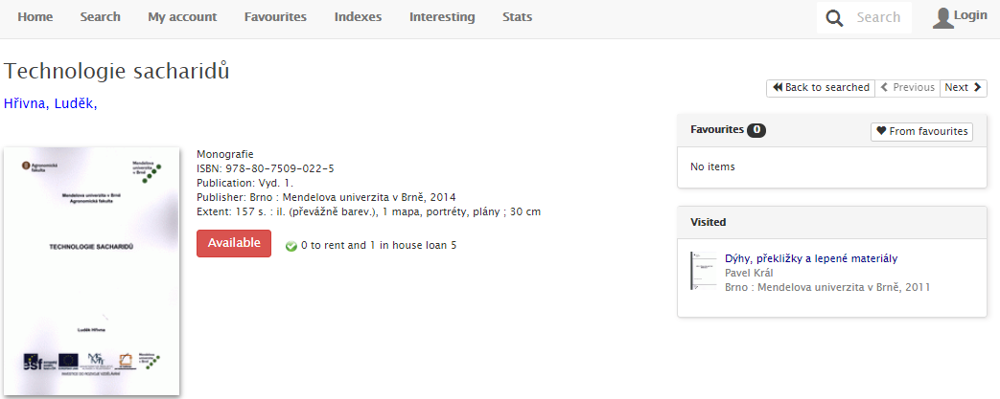 Home Search My account Favourites Indexes Interesting Stats Search Login
Technologie sacharidů
Hřivna, Luděk,
Back to searched Previous Next
Favourites 0 From favourites
No items
Agronomická
fakulta
Mendelova
univerzita
v Brně
Mendelova univerzita v Brně
Agronomická fakulta
TECHNOLOGIE SACHARIDŮ
Luděk Hřivna
esf
Monografie
ISBN: 978-80-7509-022-5
Publication: Vyd. 1.
Publisher: Brno : Mendelova univerzita v Brně, 2014
Extent: 157 s. : il. (převážně barev.), 1 mapa, portréty, plány ; 30 cm
Available 0 to rent and 1 in house loan 5
Visited
Dýhy, překližky a lepené materiály
Pavel Král
Brno : Mendelova univerzita v Brně, 2011